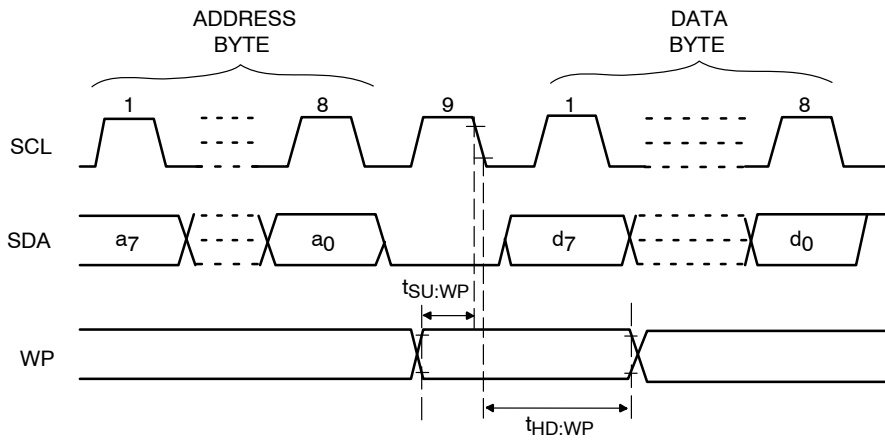 ADDRESS
BYTE
DATA
BYTE
1
8
9
1
8
SCL
SDA
a7
a0
d7
d0
tSU:WP
WP
tHD:WP